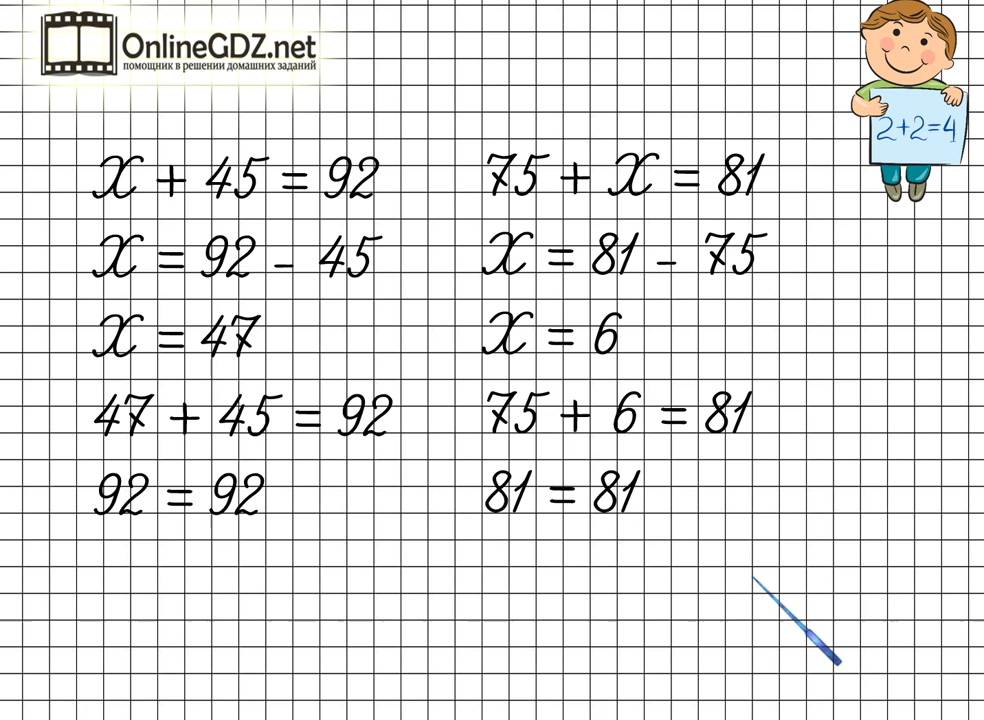 OnlineGDZ.net
помощник в решении домашних заданий
2+2=4
x + 45 = 92
x = 92 - 45
x = 47
47 + 45 = 92
92 = 92
75 + x = 81
x = 81 - 75
x = 6
75 + 6 = 81
81 = 81